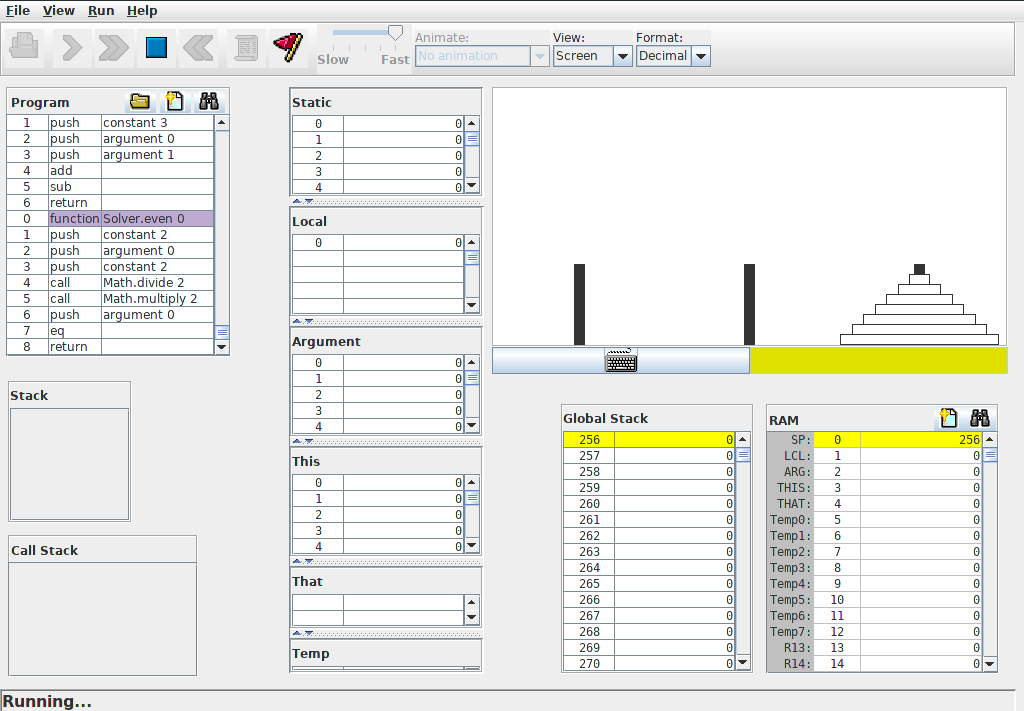 File View Run Help
Slow Fast
Animate: View: Format:
No animation Screen Decimal
Program
1 push constant 3
2 push argument 0
3 push argument 1
4 add
5 sub
6 return
0 function Solver.even 0
1 push constant 2
2 push argument 0
3 push constant 2
4 call Math.divide 2
5 call Math.multiply 2
6 push argument 0
7 eq
8 return
Stack
Call Stack
Static
0 0
1 0
2 0
3 0
4 0
Local
0 0
Argument
0 0
1 0
2 0
3 0
4 0
This
0 0
1 0
2 0
3 0
4 0
That
Temp
Global Stack
256 0
257 0
258 0
259 0
260 0
261 0
262 0
263 0
264 0
265 0
266 0
267 0
268 0
269 0
270 0
RAM
SP: 0 256
LCL: 1 0
ARG: 2 0
THIS: 3 0
THAT: 4 0
Temp0: 5 0
Temp1: 6 0
Temp2: 7 0
Temp3: 8 0
Temp4: 9 0
Temp5: 10 0
Temp6: 11 0
Temp7: 12 0
R13: 13 0
R14: 14 0
Running...